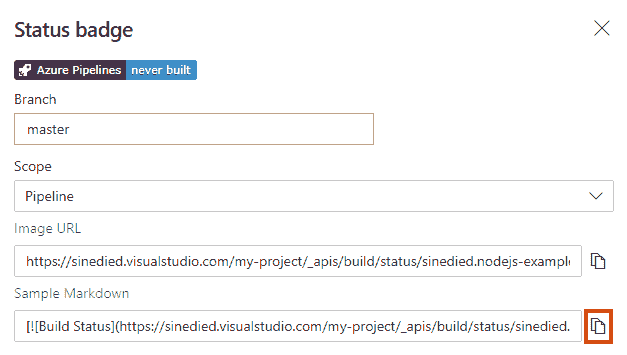 Status badge
Azure Pipelines never built
Branch
master
Scope
Pipeline
Image URL
https://sinedied.visualstudio.com/my-project/_apis/build/status/sinedied.nodejs-example
Sample Markdown
[![Build Status](https://sinedied.visualstudio.com/my-project/_apis/build/status/sinedied.